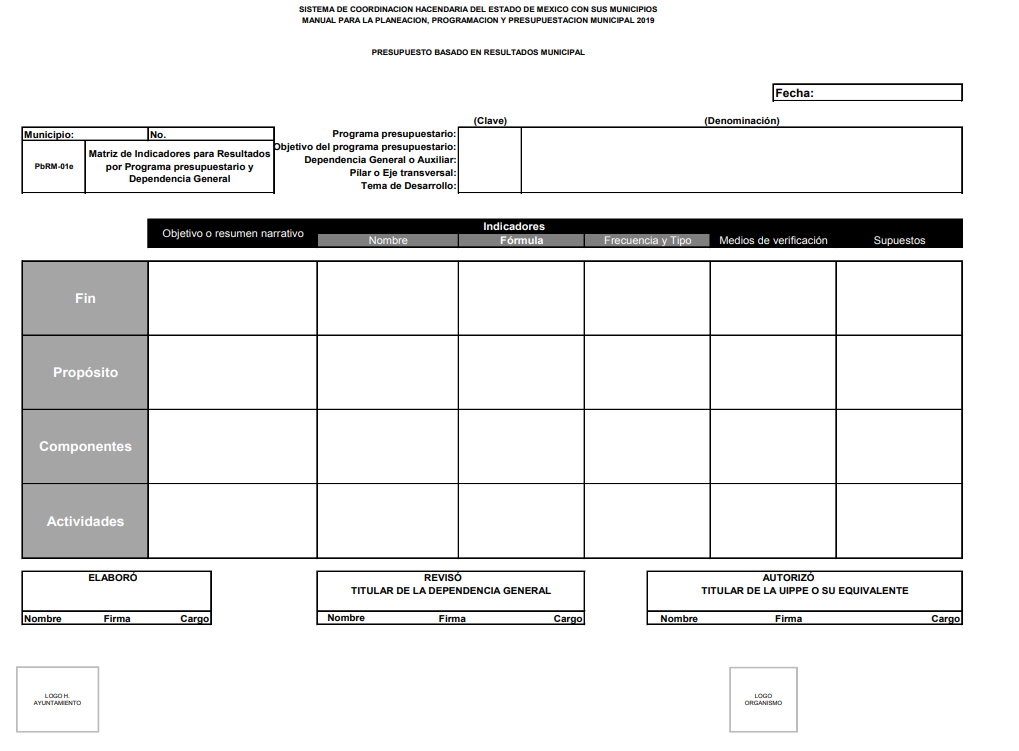 SISTEMA DE COORDINACION HACENDARIA DEL ESTADO DE MEXICO CON SUS MUNICIPIOS
MANUAL PARA LA PLANEACION, PROGRAMACION Y PRESUPUESTACION MUNICIPAL 2019
PRESUPUESTO BASADO EN RESULTADOS MUNICIPAL
Fecha:
(Clave) (Denominación)
Municipio: No.
PbRM-01e
Matriz de Indicadores para Resultados
por Programa presupuestario y
Dependencia General
Programa presupuestario:
Objetivo del programa presupuestario:
Dependencia General o Auxiliar:
Pilar o Eje transversal:
Tema de Desarrollo:
Objetivo o resumen narrativo
Indicadores
Nombre Fórmula Frecuencia y Tipo
Medios de verificación
Supuestos
Fin
Propósito
Componentes
Actividades
ELABORÓ
Nombre Firma Cargo
REVISÓ
TITULAR DE LA DEPENDENCIA GENERAL
Nombre Firma Cargo
AUTORIZÓ
TITULAR DE LA UIPPE O SU EQUIVALENTE
Nombre Firma Cargo
LOGO H.
AYUNTAMIENTO
LOGO
ORGANISMO